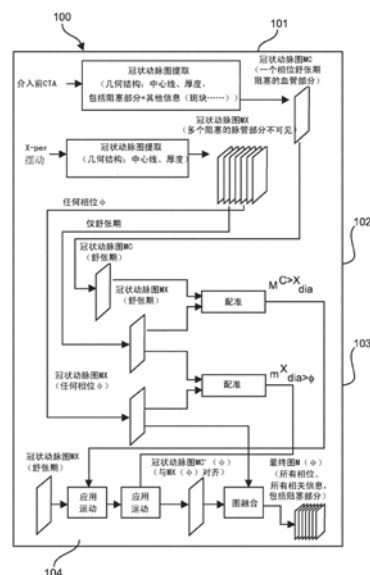 100
101
冠状动脉图提取
（几何结构：中心线、厚度，
包括阻塞部分+其他信息（斑块……））
介入前CTA
冠状动脉图MC
（一个相位舒张期
阻塞的血管部分）
冠状动脉图MX
（多个阻塞的脉管部分不可见）
X-per
摆动
冠状动脉图提取
（几何结构：中心线、厚度）
任何相位ϕ
仅舒张期
102
冠状动脉图MC
（舒张期）
冠状动脉图MX
（舒张期）
配准
M C>X dia
103
冠状动脉图MX
（任何相位ϕ）
配准
m X dia>ϕ
冠状动脉图MX
（舒张期）
冠状动脉图MC'（ϕ）
（与MX（ϕ）对齐）
最终图M（ϕ）
（所有相位、
所有相关信息，
包括阻塞部分）
应用
运动
应用
运动
图融合
104